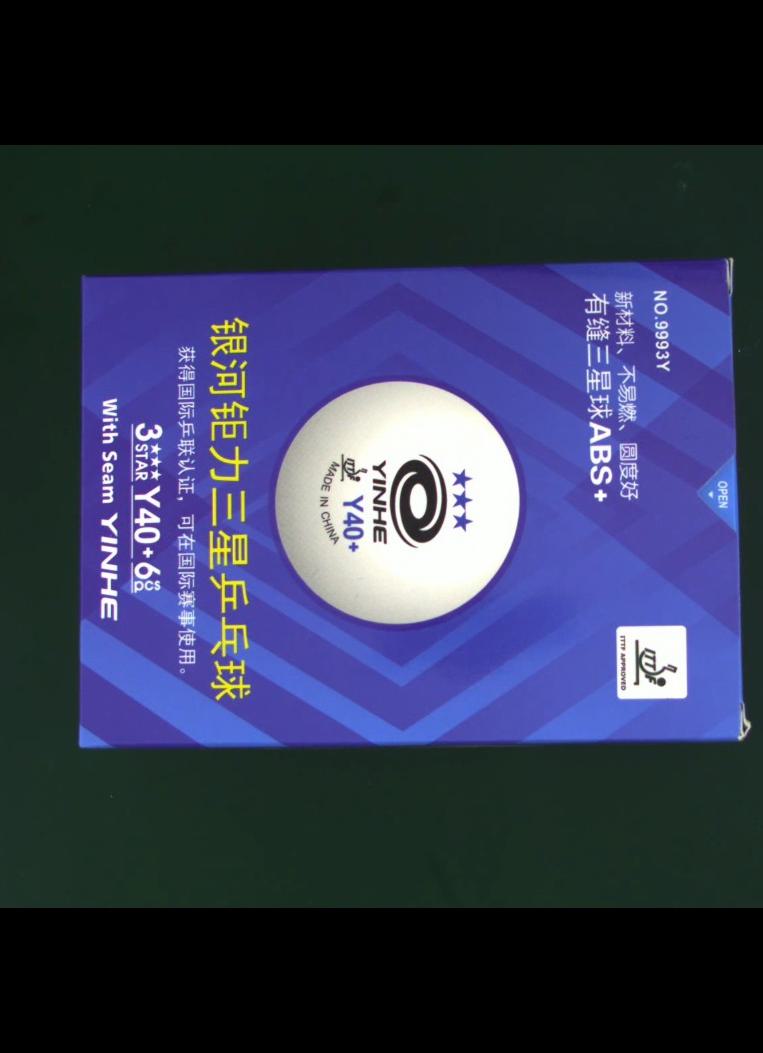 OPEN
NO.9993Y
新材料、不易燃、圆度好
有缝三星球ABS+
ITTF
ITTF APPROVED
★★★
YINHE
Y40+
ITTF
MADE IN CHINA
银河钜力三星乒乓球
获得国际乒联认证，可在国际赛事使用。
3★★★STAR Y40+6PCS
With Seam YINHE